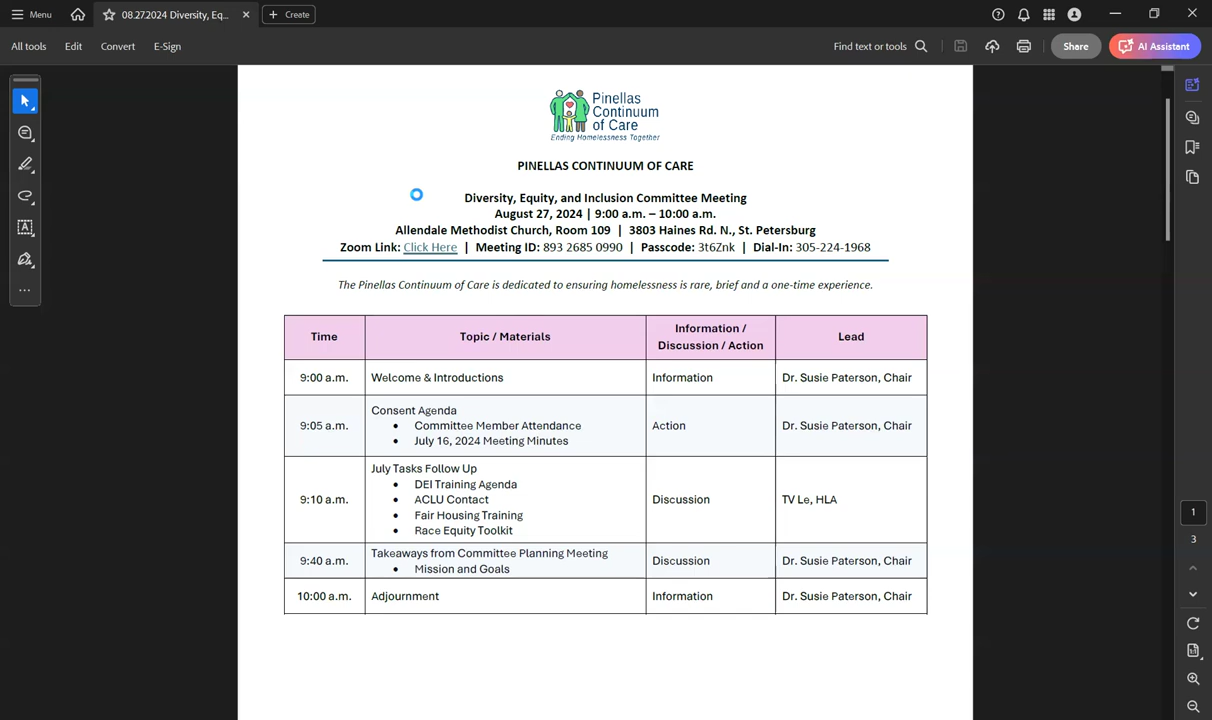 Menu
08.27.2024 Diversity, Eq...
Create
All tools
Edit
Convert
E-Sign
Find text or tools
Share
AI Assistant
Pinellas
Continuum
of Care
Ending Homelessness Together
PINELLAS CONTINUUM OF CARE
Diversity, Equity, and Inclusion Committee Meeting
August 27, 2024 | 9:00 a.m. – 10:00 a.m.
Allendale Methodist Church, Room 109 | 3803 Haines Rd. N., St. Petersburg
Zoom Link: Click Here | Meeting ID: 893 2685 0990 | Passcode: 3t6Znk | Dial-In: 305-224-1968
The Pinellas Continuum of Care is dedicated to ensuring homelessness is rare, brief and a one-time experience.
Time
Topic / Materials
Information /
Discussion / Action
Lead
9:00 a.m.
Welcome & Introductions
Information
Dr. Susie Paterson, Chair
9:05 a.m.
Consent Agenda
• Committee Member Attendance
• July 16, 2024 Meeting Minutes
Action
Dr. Susie Paterson, Chair
9:10 a.m.
July Tasks Follow Up
• DEI Training Agenda
• ACLU Contact
• Fair Housing Training
• Race Equity Toolkit
Discussion
TV Le, HLA
9:40 a.m.
Takeaways from Committee Planning Meeting
• Mission and Goals
Discussion
Dr. Susie Paterson, Chair
10:00 a.m.
Adjournment
Information
Dr. Susie Paterson, Chair
1
3